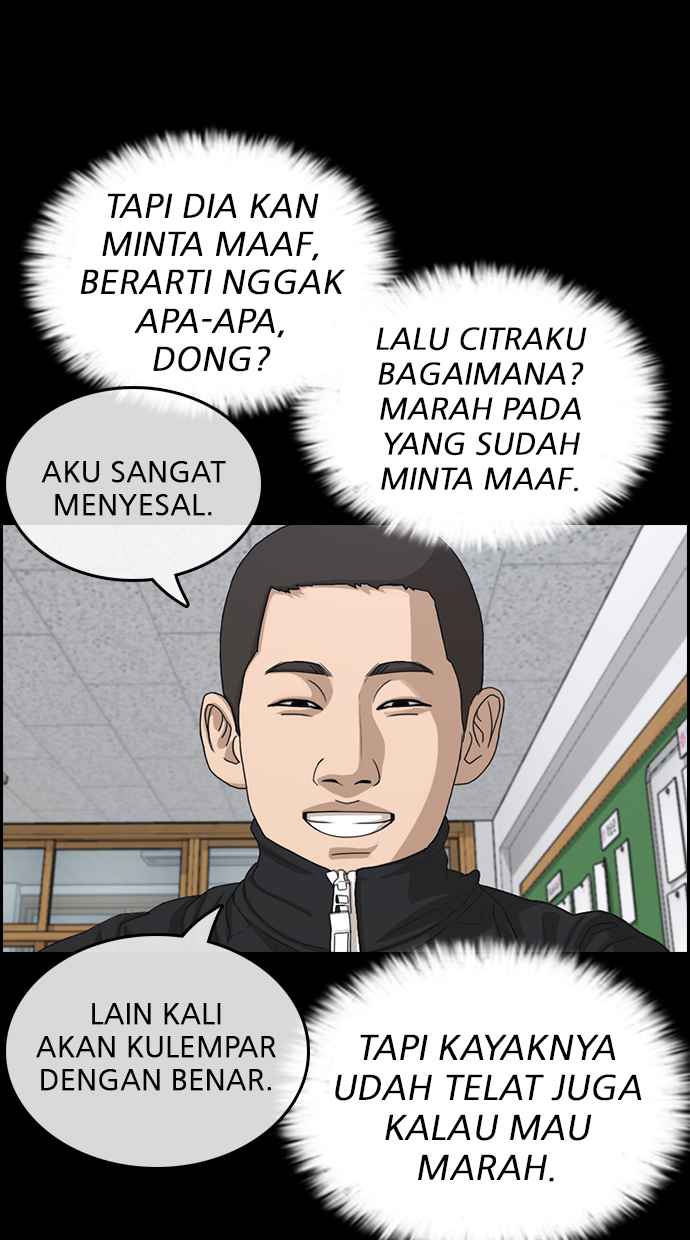 TAPI DIA KAN
MINTA MAAF,
BERARTI NGGAK
APA-APA,
DONG?
LALU CITRAKU
BAGAIMANA?
MARAH PADA
YANG SUDAH
MINTA MAAF.
AKU SANGAT
MENYESAL.
LAIN KALI
AKAN KULEMPAR
DENGAN BENAR.
TAPI KAYAKNYA
UDAH TELAT JUGA
KALAU MAU
MARAH.